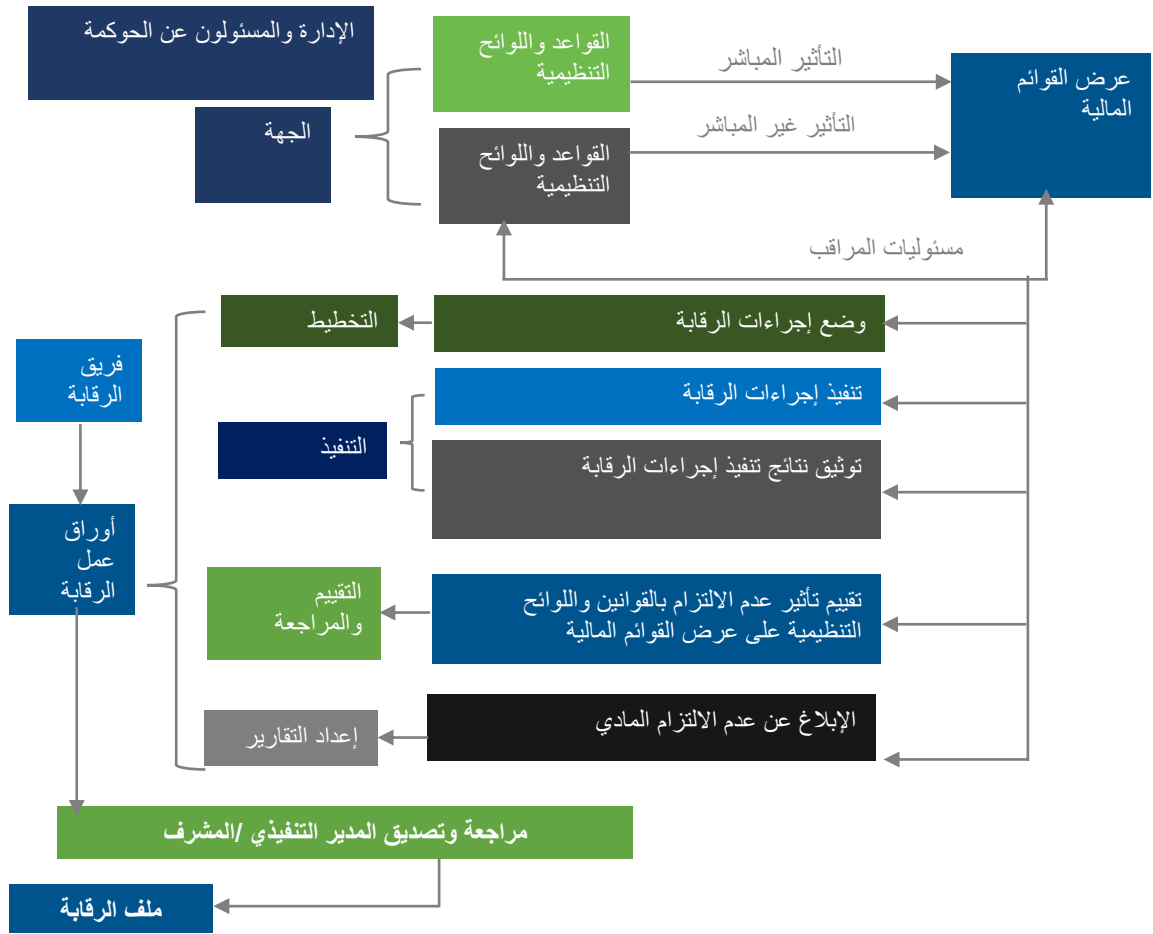 الإدارة والمسئولون عن الحوكمة
القواعد واللوائح
التنظيمية
التأثير المباشر
عرض القوائم
المالية
الجهة
التأثير غير المباشر
القواعد واللوائح
التنظيمية
مسئوليات المراقب
وضع إجراءات الرقابة
التخطيط
فريق
الرقابة
تنفيذ إجراءات الرقابة
التنفيذ
توثيق نتائج تنفيذ إجراءات الرقابة
أوراق
عمل
الرقابة
تقييم تأثير عدم الالتزام بالقوانين واللوائح
التنظيمية على عرض القوائم المالية
التقييم
والمراجعة
الإبلاغ عن عدم الالتزام المادي
إعداد التقارير
مراجعة وتصديق المدير التنفيذي /المشرف
ملف الرقابة